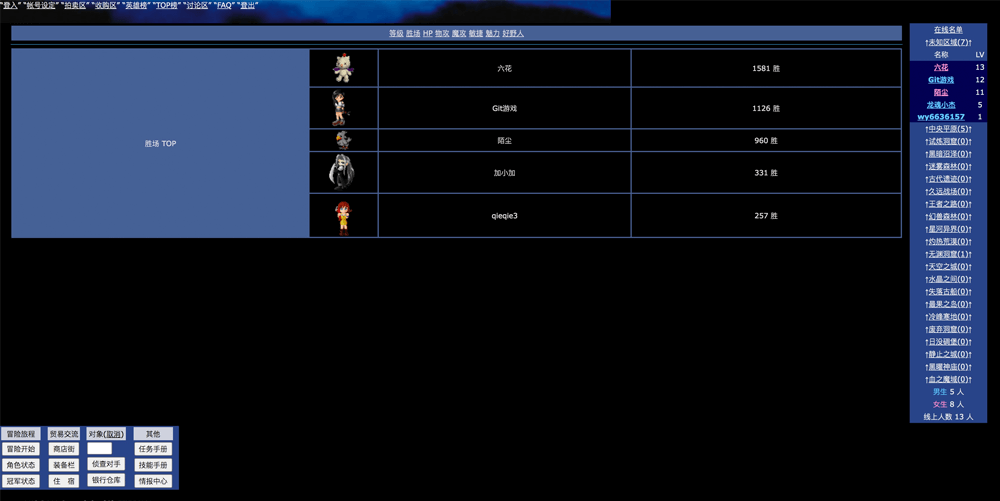 “登入” “帐号设定” “拍卖区” “收购区” “英雄榜” “TOP榜” “讨论区” “FAQ” “登出”
等级 胜场 HP 物攻 魔攻 敏捷 魅力 好野人
胜场 TOP
六花 1581 胜
Git游戏 1126 胜
陌尘 960 胜
加小加 331 胜
qieqie3 257 胜
在线名单
↑未知区域(7)↑
名称 LV
六花 13
Git游戏 12
陌尘 11
龙魂小杰 5
wy6636157 1
↑中央平原(5)↑
↑试炼洞窟(0)↑
↑黑暗沼泽(0)↑
↑迷雾森林(0)↑
↑古代遗迹(0)↑
↑久远战场(0)↑
↑王者之路(0)↑
↑幻兽森林(0)↑
↑星河异界(0)↑
↑灼热荒漠(0)↑
↑无渊洞窟(1)↑
↑天空之城(0)↑
↑水晶之间(0)↑
↑失落古船(0)↑
↑最果之岛(0)↑
↑冷峰寒地(0)↑
↑废弃洞窟(0)↑
↑日没碉堡(0)↑
↑静止之城(0)↑
↑黑曜神庙(0)↑
↑血之魔域(0)↑
男生 5 人
女生 8 人
线上人数 13 人
冒险旅程 贸易交流 对象(取消) 其他
冒险开始 商店街 任务手册
角色状态 装备栏 侦查对手 技能手册
冠军状态 住 宿 银行仓库 情报中心